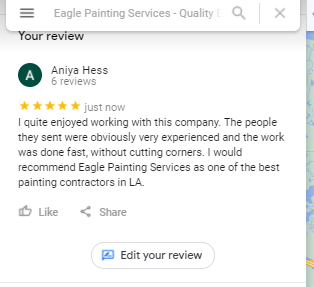 Eagle Painting Services - Quality
Your review
A
Aniya Hess
6 reviews
just now
I quite enjoyed working with this company. The people
they sent were obviously very experienced and the work
was done fast, without cutting corners. I would
recommend Eagle Painting Services as one of the best
painting contractors in LA.
Like Share
Edit your review